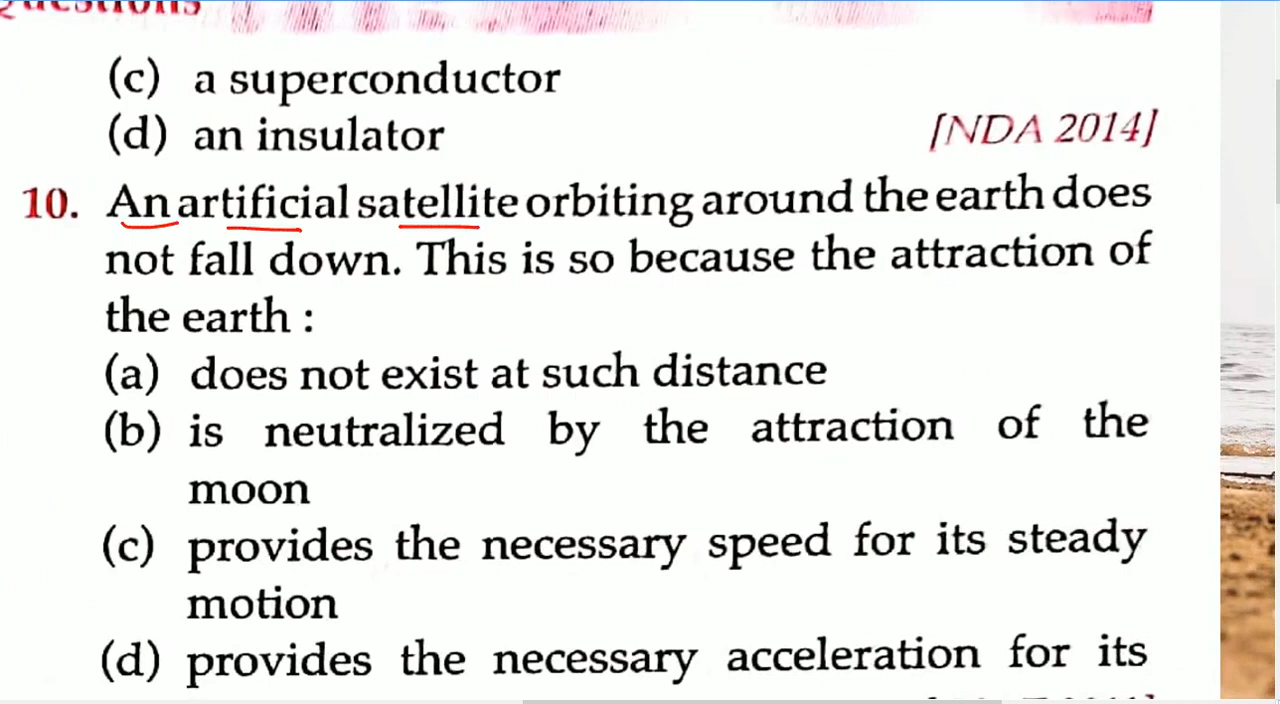 (c) a superconductor
(d) an insulator [NDA 2014]
10. An artificial satellite orbiting around the earth does
not fall down. This is so because the attraction of
the earth :
(a) does not exist at such distance
(b) is neutralized by the attraction of the
moon
(c) provides the necessary speed for its steady
motion
(d) provides the necessary acceleration for its